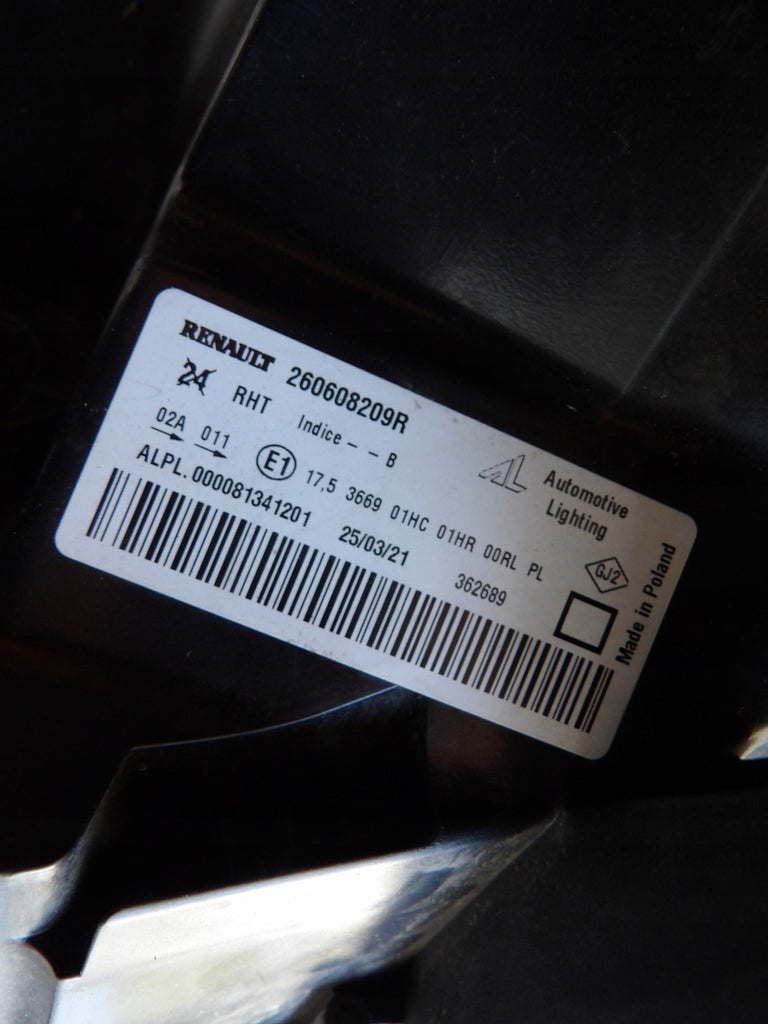 RENAULT 260608209R
24 RHT Indice - - B
Automotive
Lighting
02A 011 E1 17,5 3669 01HC 01HR 00RL PL
ALPL.000081341201 25/03/21 362689
GJ2
Made in Poland